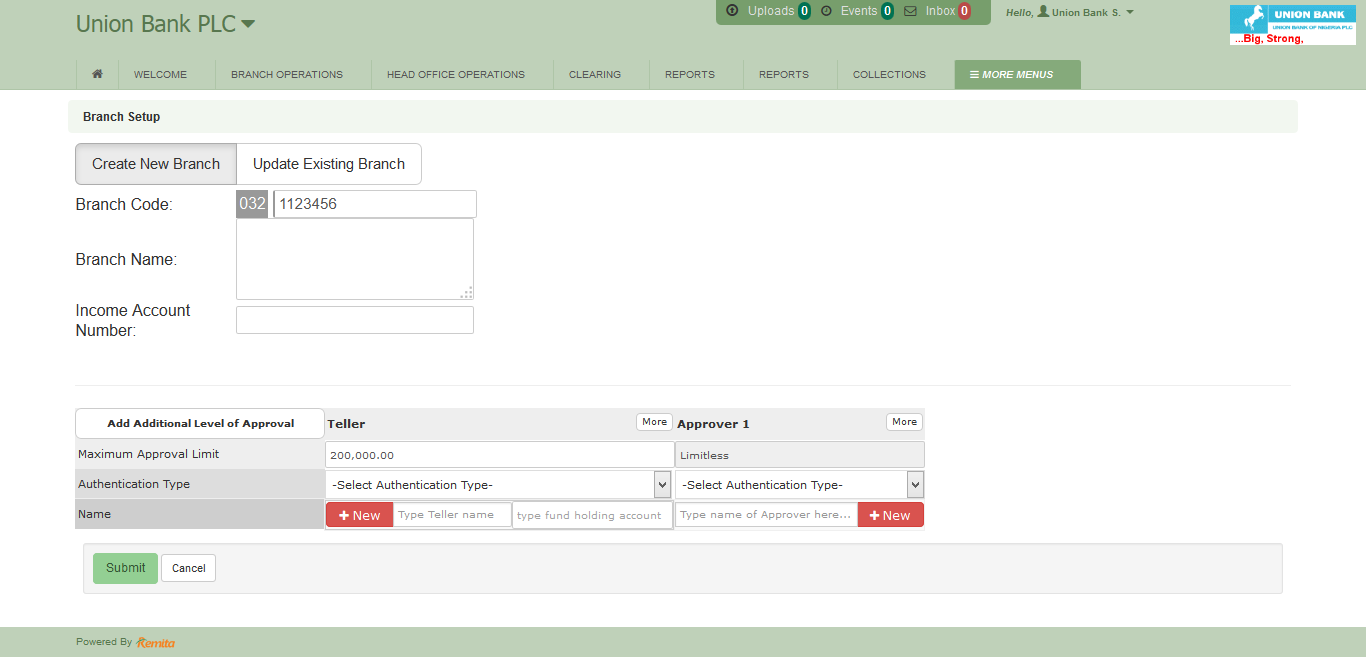 Union Bank PLC
Uploads 0 Events 0 Inbox 0
Hello, Union Bank S.
UNION BANK
UNION BANK OF NIGERIA PLC
...Big, Strong,
WELCOME BRANCH OPERATIONS HEAD OFFICE OPERATIONS CLEARING REPORTS REPORTS COLLECTIONS MORE MENUS
Branch Setup
Create New Branch Update Existing Branch
Branch Code: 032 1123456
Branch Name:
Income Account
Number:
Add Additional Level of Approval Teller More Approver 1 More
Maximum Approval Limit 200,000.00 Limitless
Authentication Type -Select Authentication Type- -Select Authentication Type-
Name + New Type Teller name type fund holding account Type name of Approver here... + New
Submit Cancel
Powered By Remita